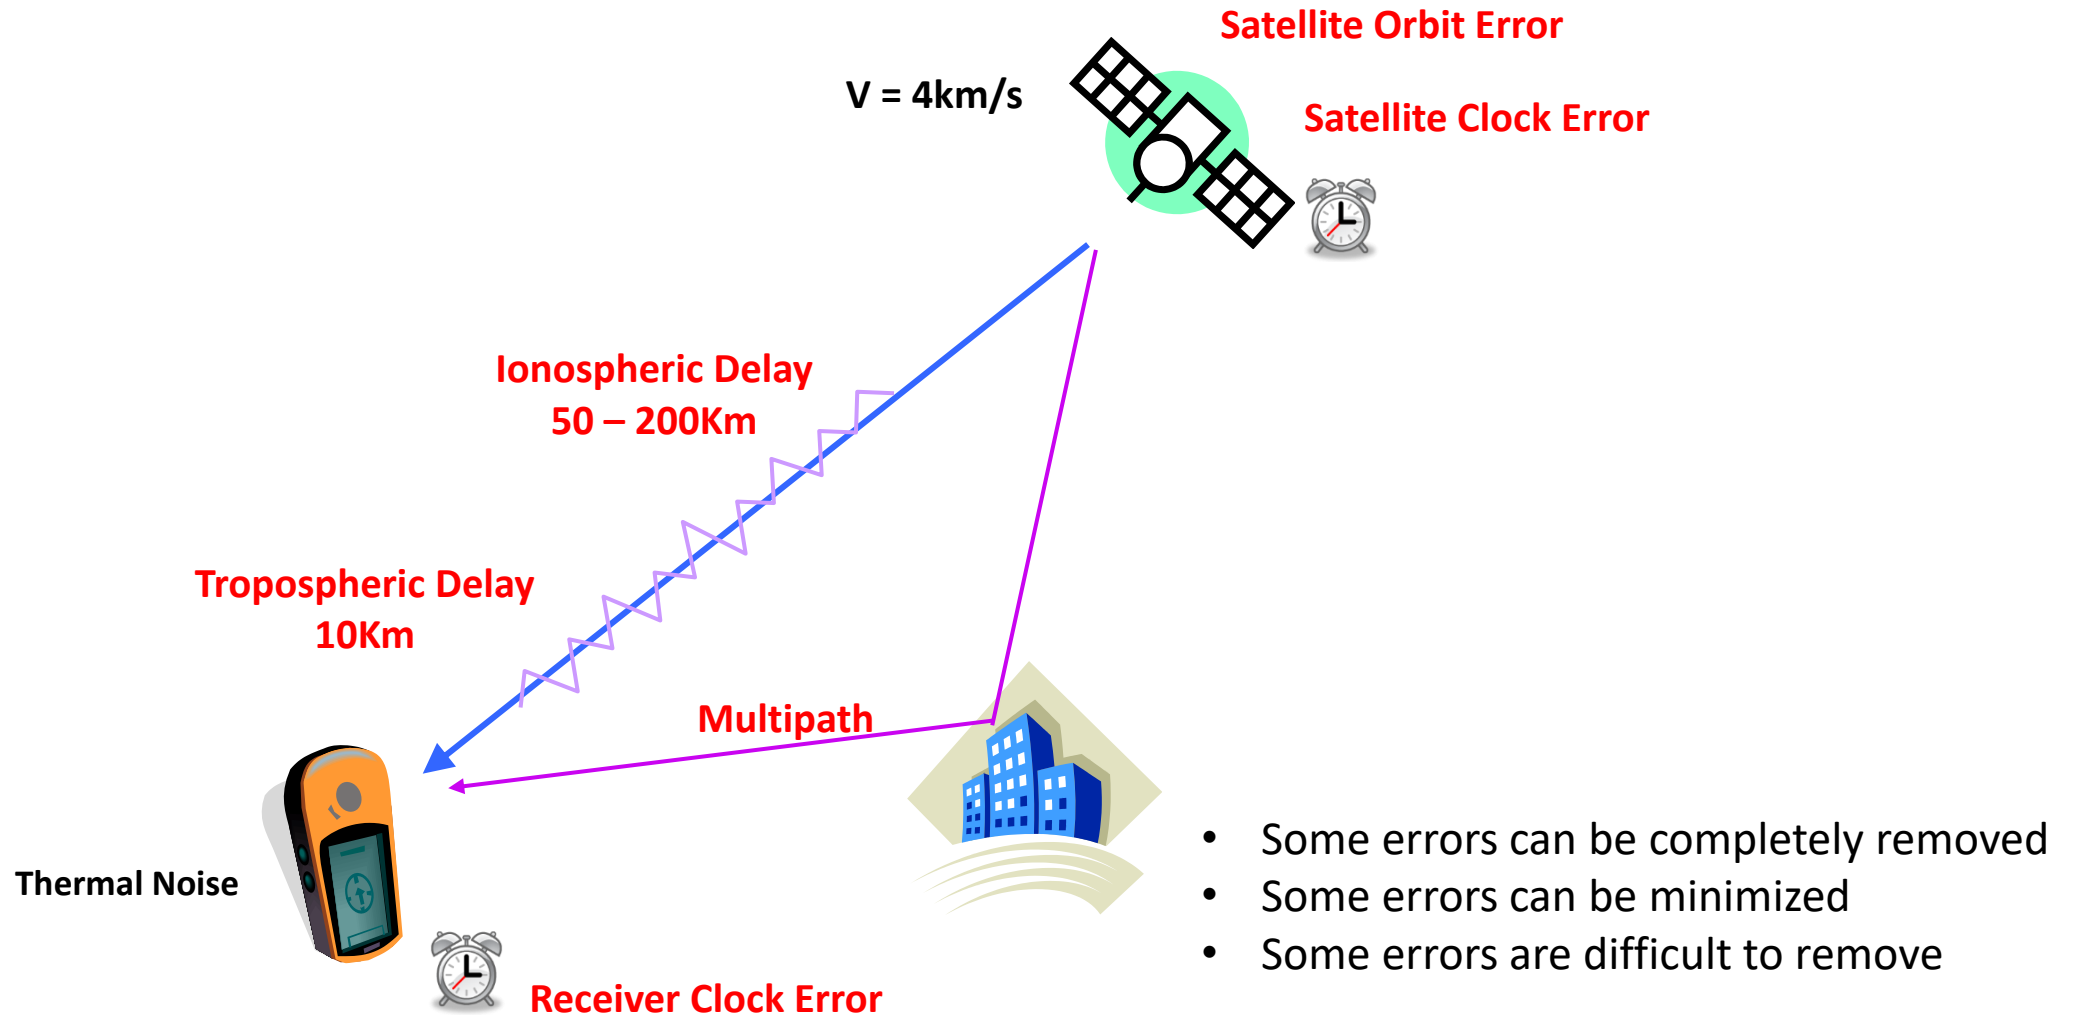 Satellite Orbit Error
V = 4km/s
Satellite Clock Error
Ionospheric Delay
50 – 200Km
Tropospheric Delay
10Km
Multipath
Thermal Noise
Receiver Clock Error
• Some errors can be completely removed
• Some errors can be minimized
• Some errors are difficult to remove